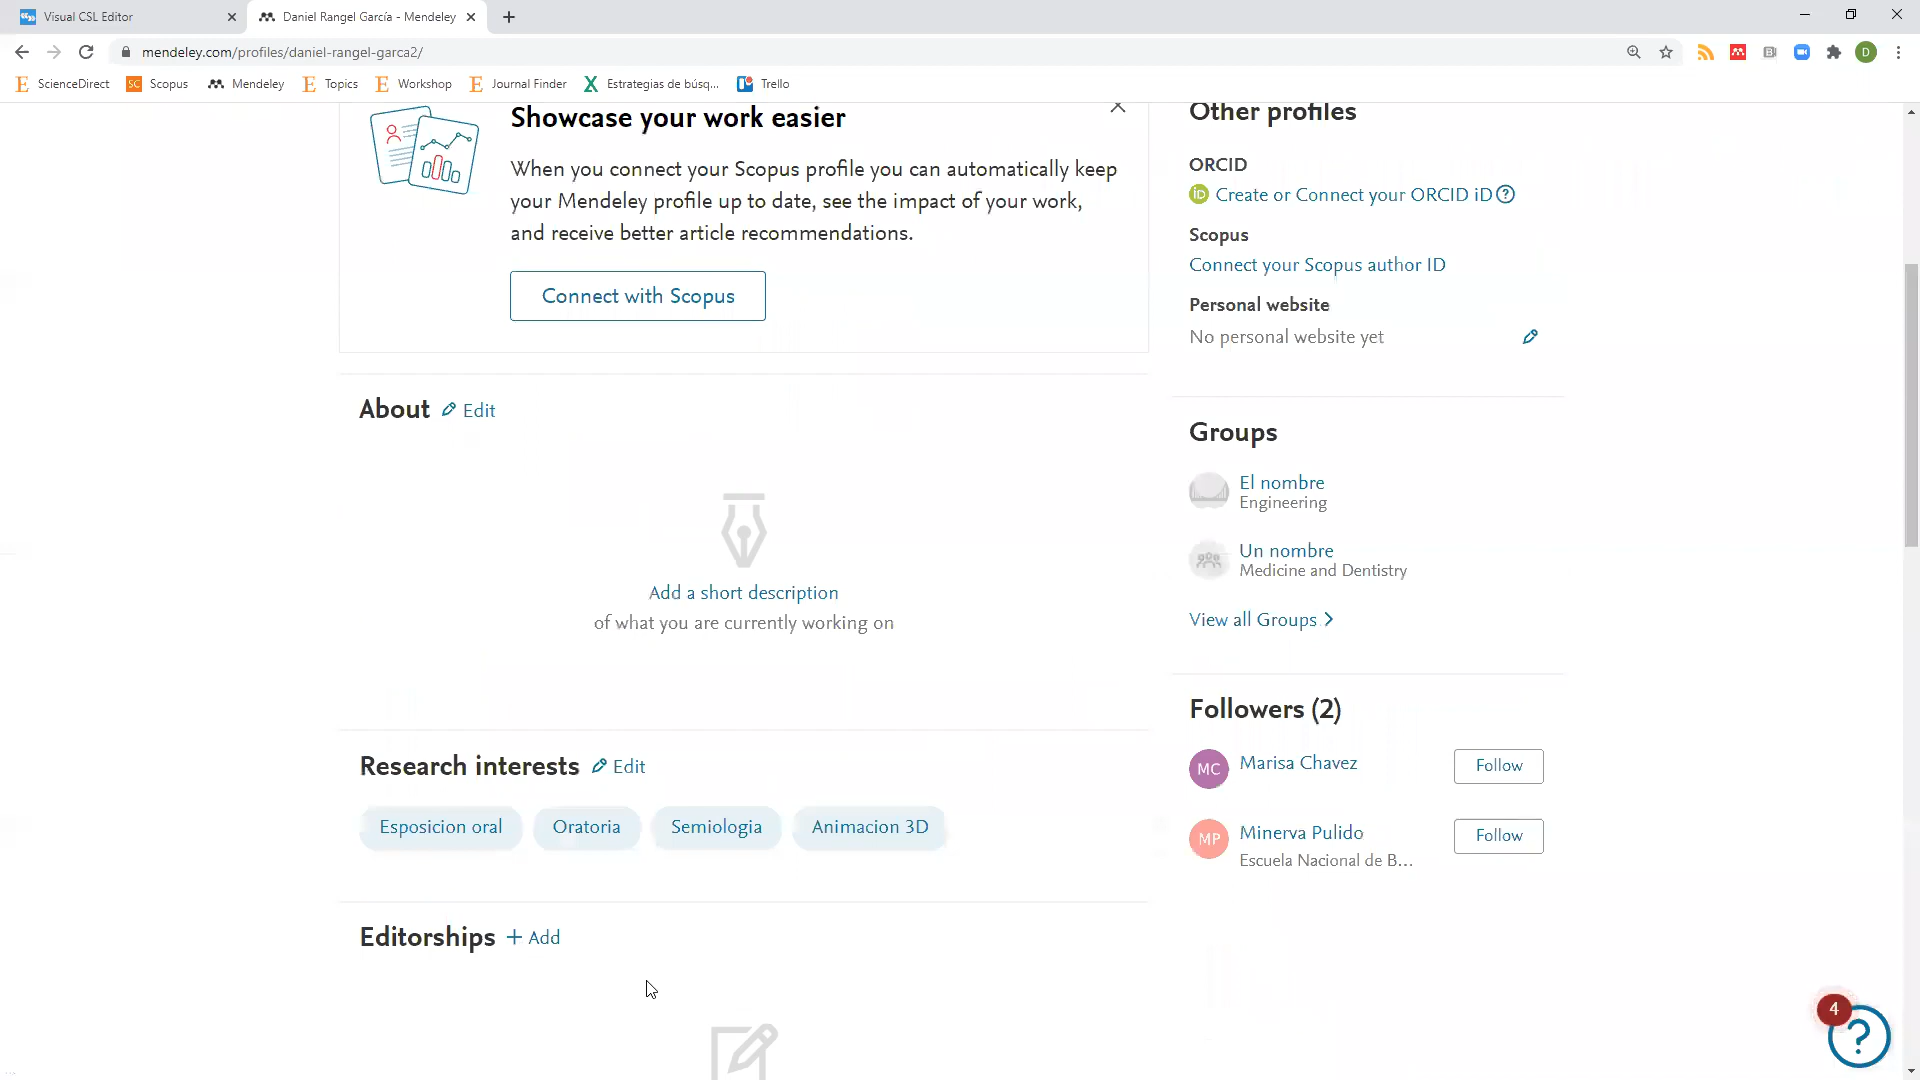 Visual CSL Editor
Daniel Rangel García - Mendeley
mendeley.com/profiles/daniel-rangel-garca2/
D
ScienceDirect
SC Scopus
Mendeley
Topics
Workshop
Journal Finder
Estrategias de búsq...
Trello
Showcase your work easier
When you connect your Scopus profile you can automatically keep
your Mendeley profile up to date, see the impact of your work,
and receive better article recommendations.
Connect with Scopus
About Edit
Add a short description
of what you are currently working on
Research interests Edit
Esposicion oral
Oratoria
Semiologia
Animacion 3D
Editorships + Add
Other profiles
ORCID
iD Create or Connect your ORCID iD ?
Scopus
Connect your Scopus author ID
Personal website
No personal website yet
Groups
El nombre
Engineering
Un nombre
Medicine and Dentistry
View all Groups
Followers (2)
MC Marisa Chavez
Follow
MP Minerva Pulido
Escuela Nacional de B...
Follow
4
?